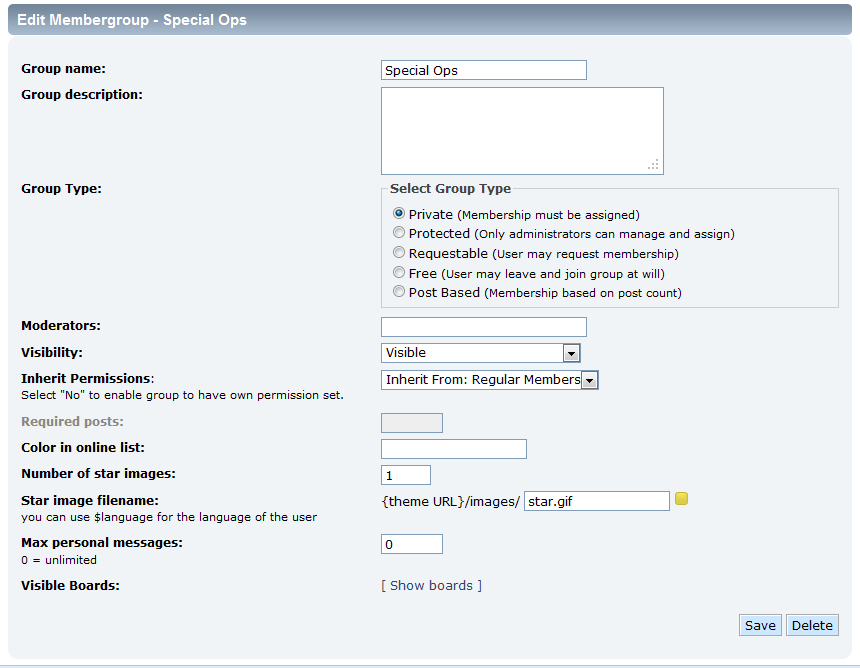 Edit Membergroup - Special Ops
Group name: Special Ops
Group description:
Group Type: Select Group Type
Private (Membership must be assigned)
Protected (Only administrators can manage and assign)
Requestable (User may request membership)
Free (User may leave and join group at will)
Post Based (Membership based on post count)
Moderators:
Visibility: Visible
Inherit Permissions: Inherit From: Regular Members
Select "No" to enable group to have own permission set.
Required posts:
Color in online list:
Number of star images: 1
Star image filename: {theme URL}/images/ star.gif
you can use $language for the language of the user
Max personal messages: 0
0 = unlimited
Visible Boards: [ Show boards ]
Save Delete